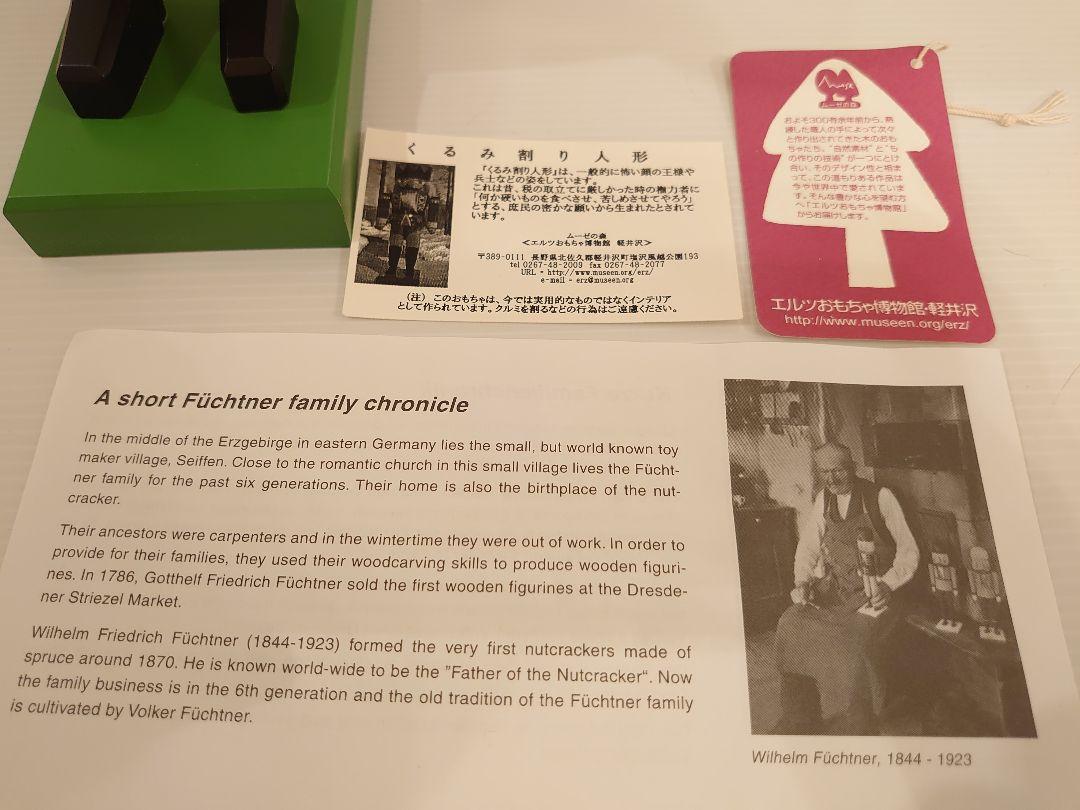 くるみ割り人形
『くるみ割り人形』は、一般的に怖い顔の王様や
兵士などの姿をしています。
これは昔、税の取立てに厳しかった時の権力者に
「何か硬いものを食べさせ、苦しめさせてやろう」
とする、庶民の密かな願いから生まれたとされて
います。
ムーゼの森
＜エルツおもちゃ博物館 軽井沢＞
〒389-0111 長野県北佐久郡軽井沢町塩沢風越公園193
tel 0267-48-2009 fax 0267-48-2077
URL・http://www.museen.org/erz/
e-mail・erz@museen.org
（注）このおもちゃは、今では実用的なものではなくインテリア
として作られています。クルミを割るなどの行為はご遠慮ください。
ムーゼの森
およそ300有余年前から、熟
練した職人の手によって次々
と作り出されてきた木のおも
ちゃたち。"自然素材"と"も
の作りの技術"が一つにとけ
合い、そのデザイン性と相ま
って、この温もりある作品は
今や世界中で愛されていま
す。そんな豊かな心を望む方
へ「エルツおもちゃ博物館」
からお届けします。
エルツおもちゃ博物館・軽井沢
http://www.museen.org/erz/
A short Füchtner family chronicle
In the middle of the Erzgebirge in eastern Germany lies the small, but world known toy
maker village, Seiffen. Close to the romantic church in this small village lives the Fücht-
ner family for the past six generations. Their home is also the birthplace of the nut-
cracker.
Their ancestors were carpenters and in the wintertime they were out of work. In order to
provide for their families, they used their woodcarving skills to produce wooden figuri-
nes. In 1786, Gotthelf Friedrich Füchtner sold the first wooden figurines at the Dresde-
ner Striezel Market.
Wilhelm Friedrich Füchtner (1844-1923) formed the very first nutcrackers made of
spruce around 1870. He is known world-wide to be the "Father of the Nutcracker“. Now
the family business is in the 6th generation and the old tradition of the Füchtner family
is cultivated by Volker Füchtner.
Wilhelm Füchtner, 1844 - 1923